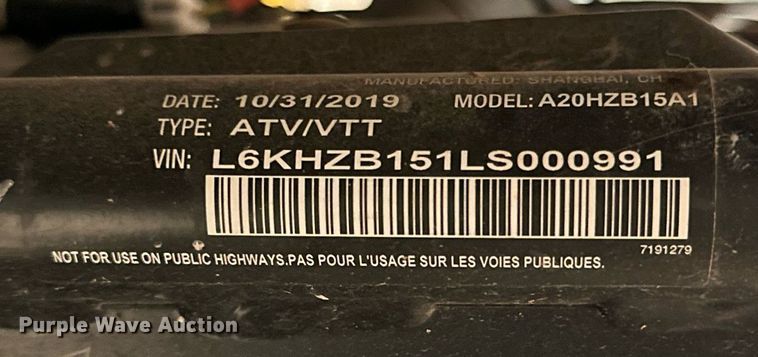 MANUFACTURED: SHANGHAI, CH
DATE: 10/31/2019 MODEL: A20HZB15A1
TYPE: ATV/VTT
VIN: L6KHZB151LS000991
7191279
NOT FOR USE ON PUBLIC HIGHWAYS.PAS POUR L'USAGE SUR LES VOIES PUBLIQUES.
Purple Wave Auction